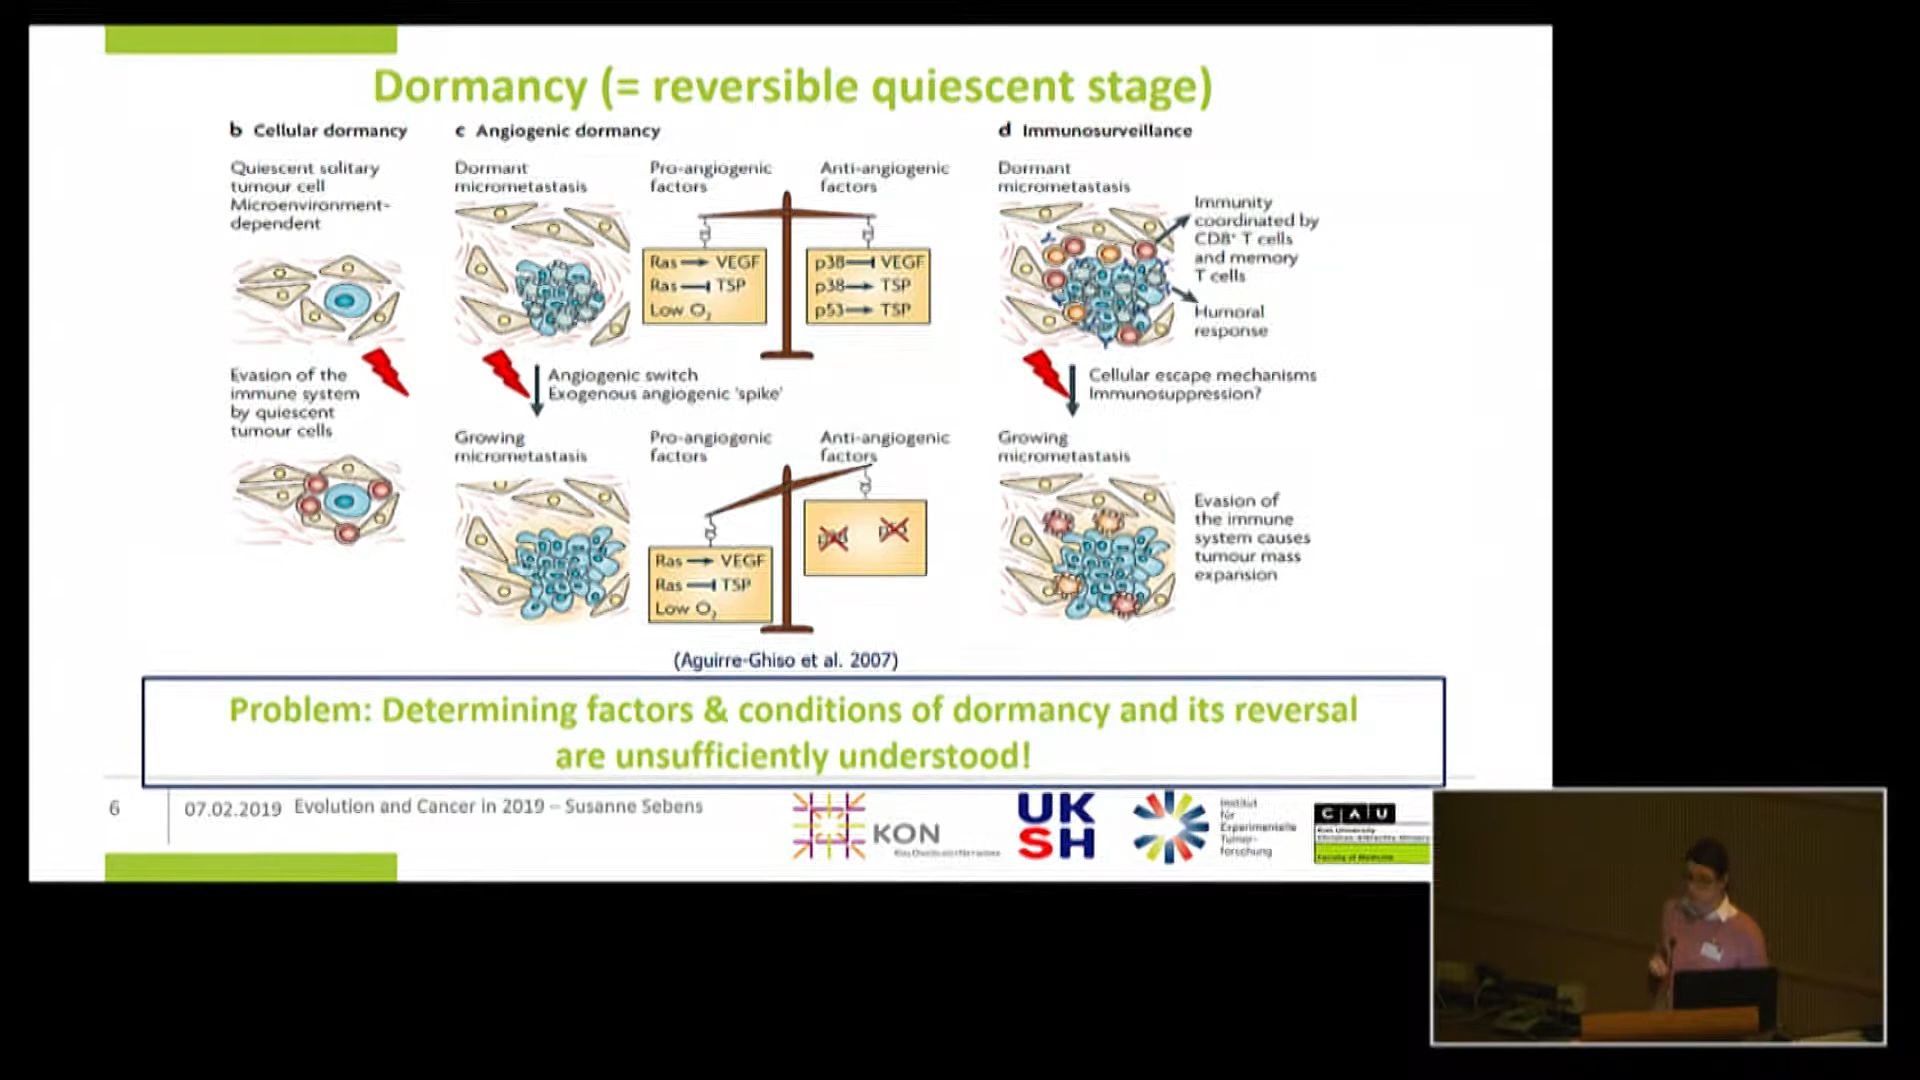 Dormancy (= reversible quiescent stage)
b Cellular dormancy
Quiescent solitary
tumour cell
Microenvironment-
dependent
Evasion of the
immune system
by quiescent
tumour cells
c Angiogenic dormancy
Dormant
micrometastasis
Pro-angiogenic
factors
Anti-angiogenic
factors
Ras → VEGF
Ras ⊣ TSP
Low O₂
p38 ⊣ VEGF
p38 → TSP
p53 → TSP
Angiogenic switch
Exogenous angiogenic 'spike'
Growing
micrometastasis
Pro-angiogenic
factors
Anti-angiogenic
factors
Ras → VEGF
Ras ⊣ TSP
Low O₂
d Immunosurveillance
Dormant
micrometastasis
Immunity
coordinated by
CD8⁺ T cells
and memory
T cells
Humoral
response
Cellular escape mechanisms
Immunosuppression?
Growing
micrometastasis
Evasion of
the immune
system causes
tumour mass
expansion
(Aguirre-Ghiso et al. 2007)
Problem: Determining factors & conditions of dormancy and its reversal
are unsufficiently understood!
6
07.02.2019 Evolution and Cancer in 2019 – Susanne Sebens
KON
UK
SH
Institut
für
Experimentelle
Tumor-
forschung
C A U
Kiel University
Faculty of Medicine